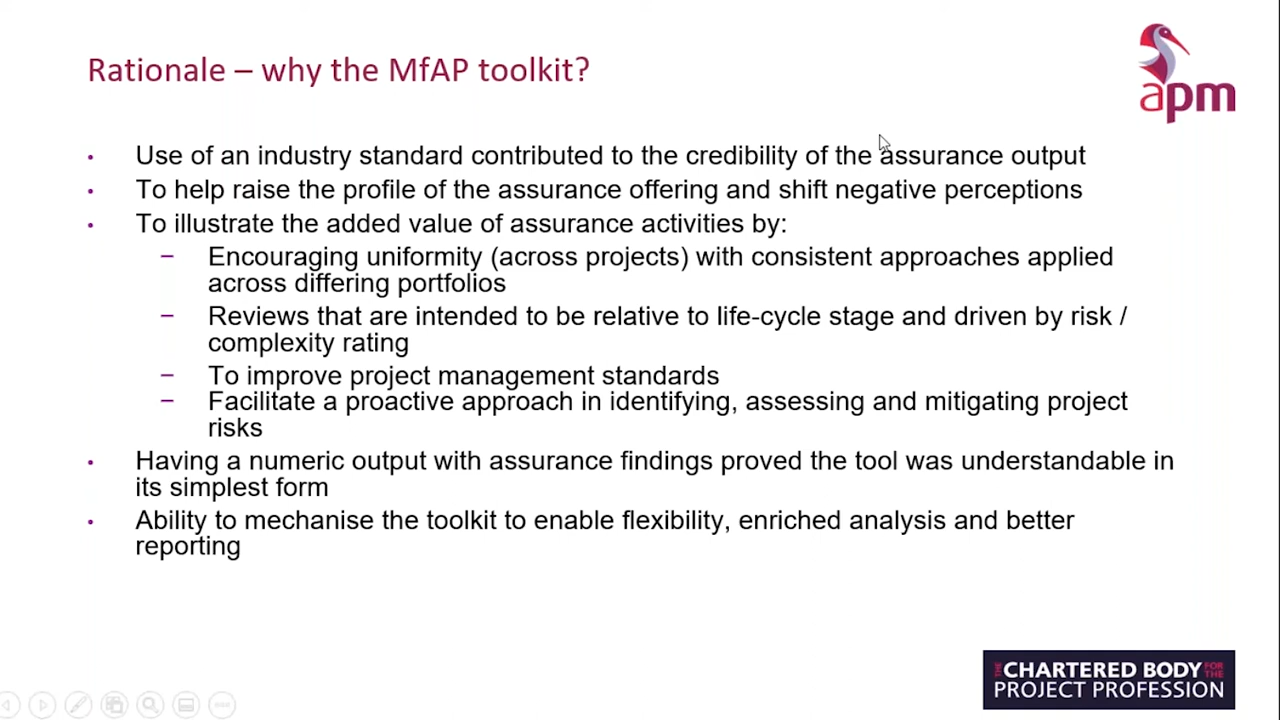 Rationale – why the MfAP toolkit?
apm
• Use of an industry standard contributed to the credibility of the assurance output
• To help raise the profile of the assurance offering and shift negative perceptions
• To illustrate the added value of assurance activities by:
− Encouraging uniformity (across projects) with consistent approaches applied
across differing portfolios
− Reviews that are intended to be relative to life-cycle stage and driven by risk /
complexity rating
− To improve project management standards
− Facilitate a proactive approach in identifying, assessing and mitigating project
risks
• Having a numeric output with assurance findings proved the tool was understandable in
its simplest form
• Ability to mechanise the toolkit to enable flexibility, enriched analysis and better
reporting
THE CHARTERED BODY FOR THE
PROJECT PROFESSION